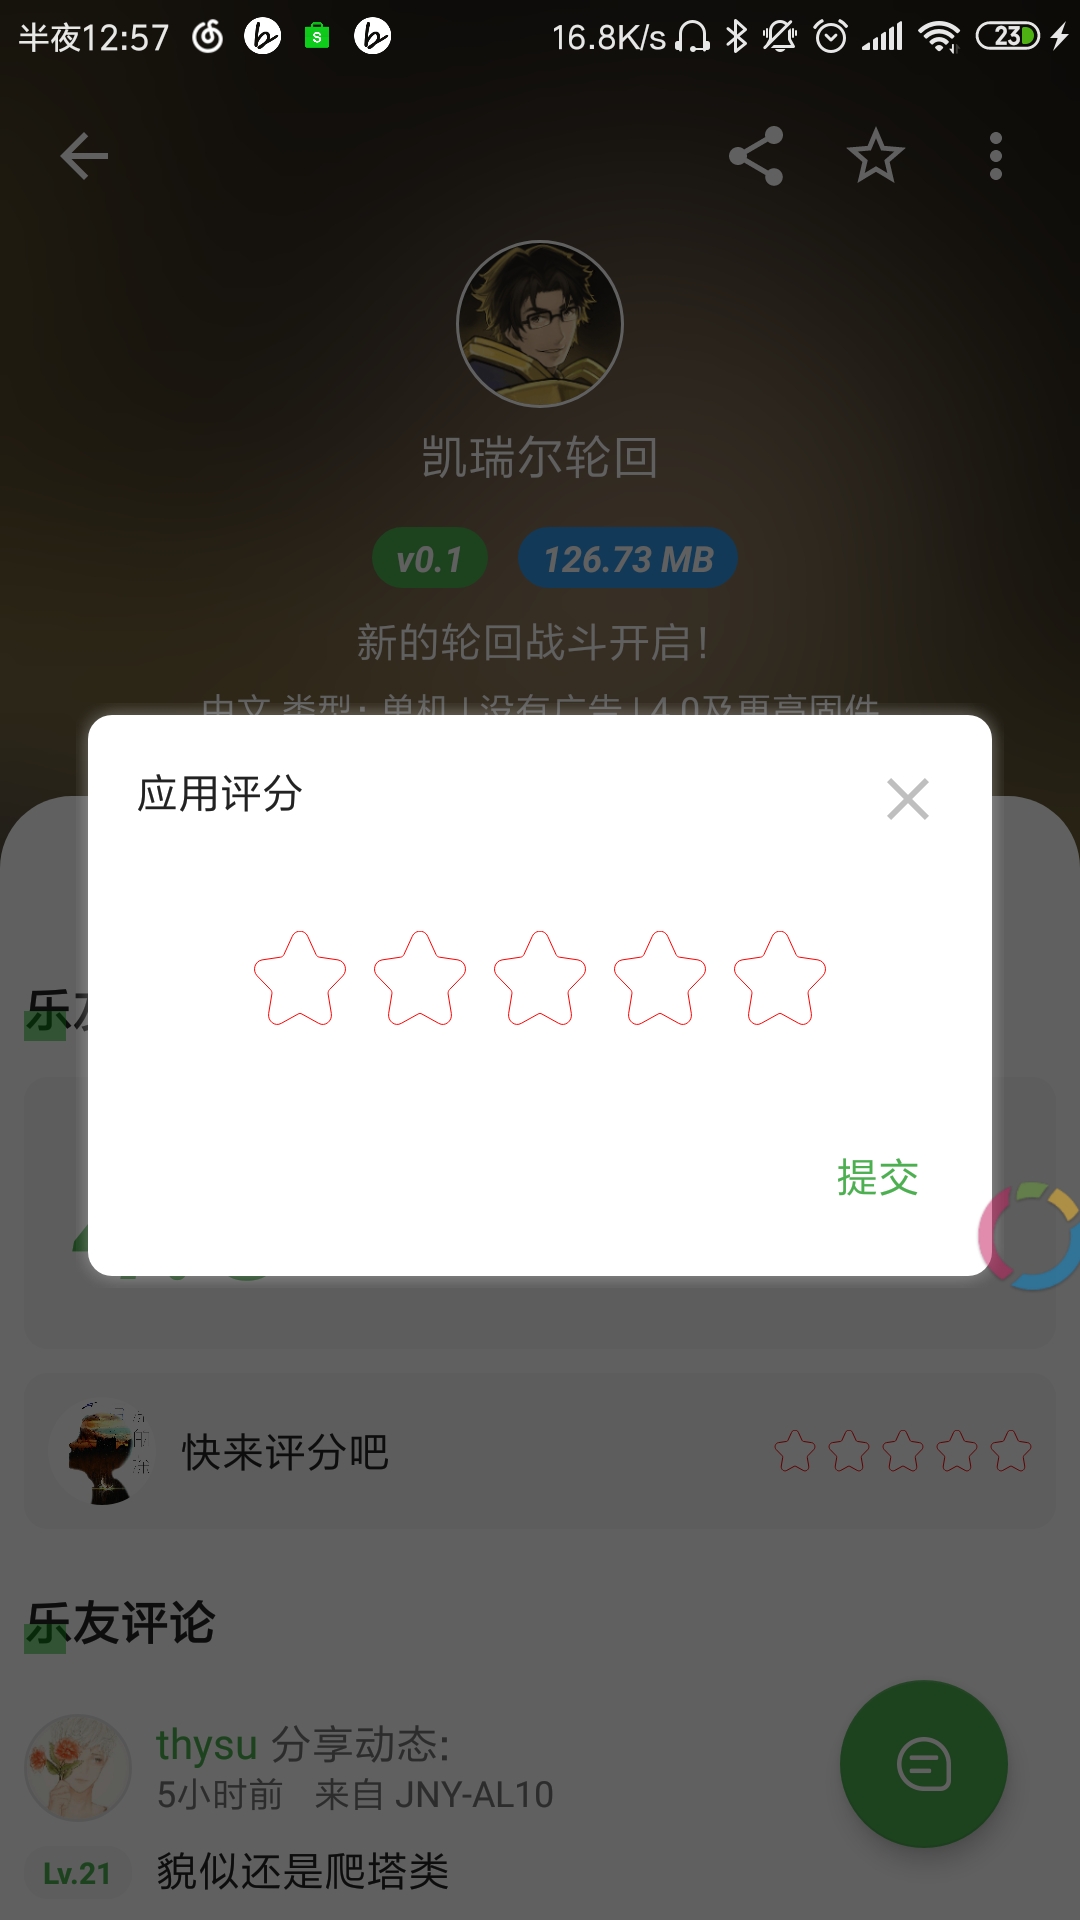 半夜12:57 16.8K/s 23
凯瑞尔轮回
v0.1 126.73 MB
新的轮回战斗开启!
中文 类型: 单机 | 没有广告 | 4.0及更高固件
应用评分
乐友
提交
快来评分吧
乐友评论
thysu 分享动态:
5小时前 来自 JNY-AL10
Lv.21 貌似还是爬塔类